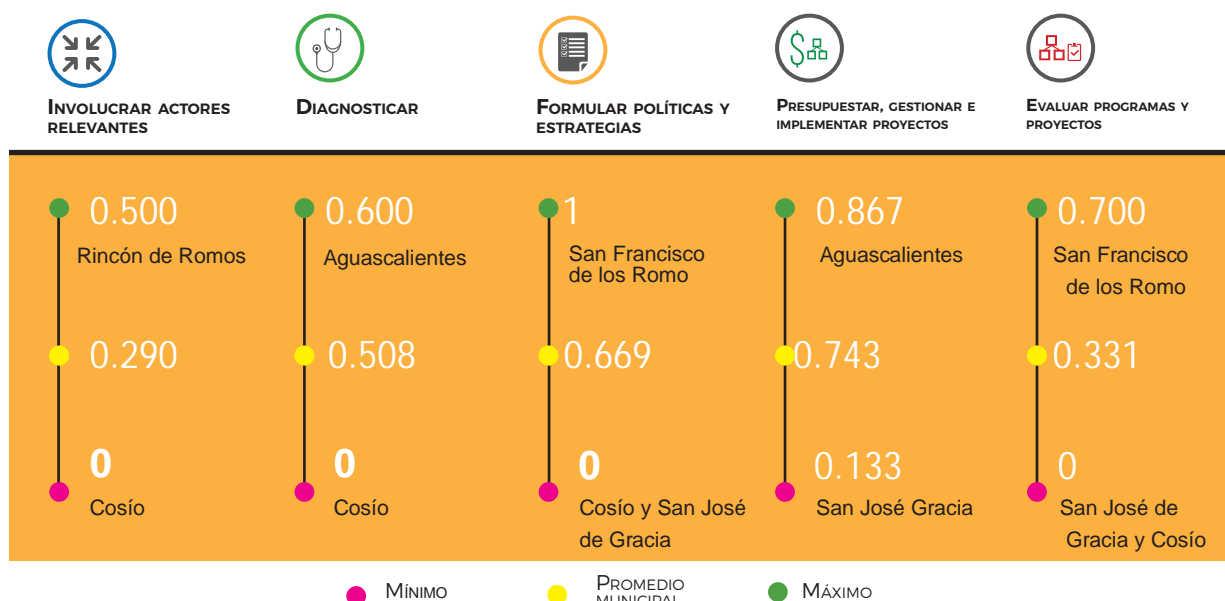 INVOLUCRAR ACTORES
RELEVANTES
DIAGNOSTICAR
FORMULAR POLÍTICAS Y
ESTRATEGIAS
PRESUPUESTAR, GESTIONAR E
IMPLEMENTAR PROYECTOS
EVALUAR PROGRAMAS Y
PROYECTOS
0.500
Rincón de Romos
0.290
0
Cosío
0.600
Aguascalientes
0.508
0
Cosío
1
San Francisco
de los Romo
0.669
0
Cosío y San José
de Gracia
0.867
Aguascalientes
0.743
0.133
San José Gracia
0.700
San Francisco
de los Romo
0.331
0
San José de
Gracia y Cosío
MÍNIMO
PROMEDIO
MUNICIPAL
MÁXIMO